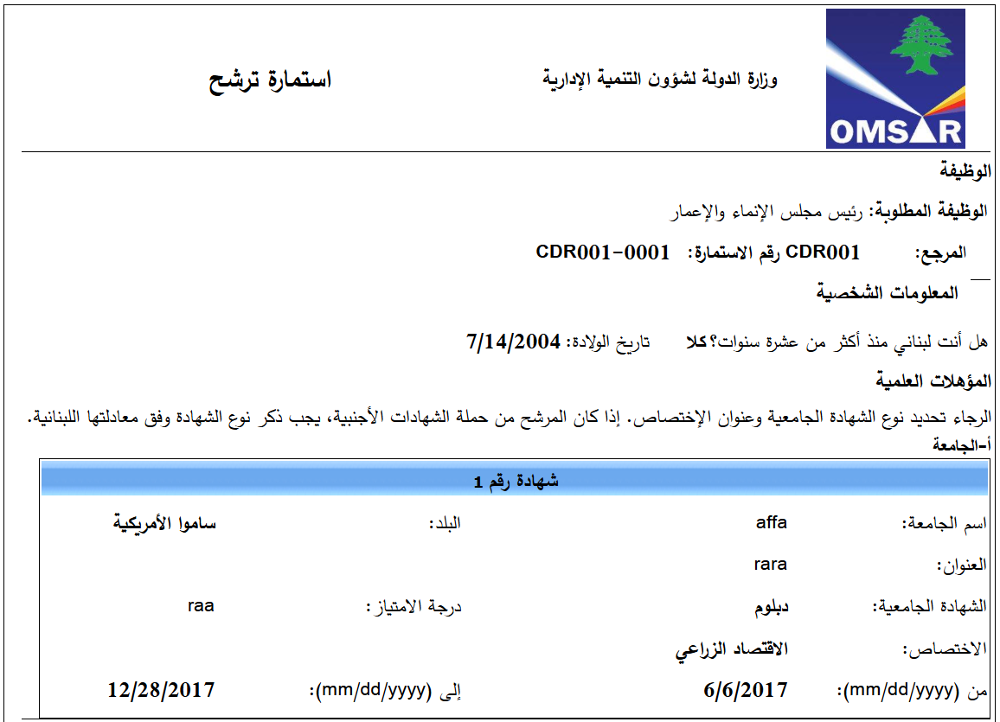 OMSAR
وزارة الدولة لشؤون التنمية الإدارية استمارة ترشح
الوظيفة
الوظيفة المطلوبة: رئيس مجلس الإنماء والإعمار
المرجع: CDR001 رقم الاستمارة: CDR001-0001
المعلومات الشخصية
هل أنت لبناني منذ أكثر من عشرة سنوات؟ كلا تاريخ الولادة: 7/14/2004
المؤهلات العلمية
الرجاء تحديد نوع الشهادة الجامعية وعنوان الإختصاص. إذا كان المرشح من حملة الشهادات الأجنبية، يجب ذكر نوع الشهادة وفق معادلتها اللبنانية.
أ-الجامعة
شهادة رقم 1
اسم الجامعة: affa البلد: ساموا الأمريكية
العنوان: rara
الشهادة الجامعية: دبلوم درجة الامتياز: raa
الاختصاص: الاقتصاد الزراعي
من (mm/dd/yyyy): 6/6/2017 إلى (mm/dd/yyyy): 12/28/2017